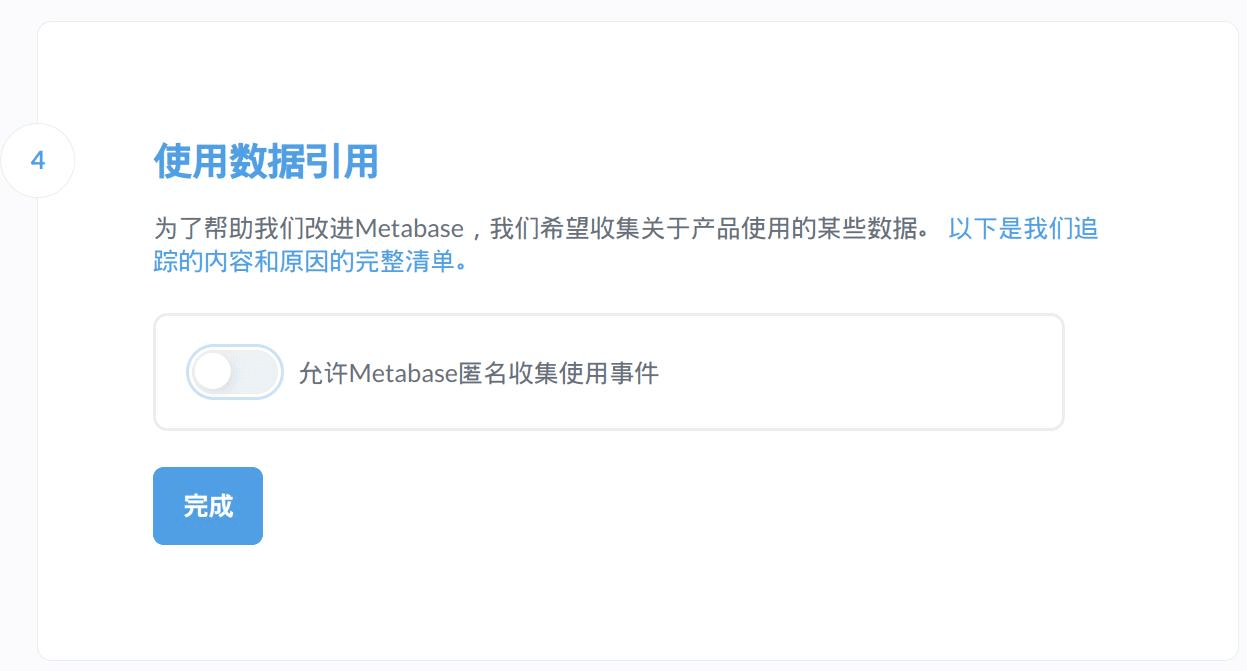 4
使用数据引用
为了帮助我们改进Metabase，我们希望收集关于产品使用的某些数据。 以下是我们追
踪的内容和原因的完整清单。
允许Metabase匿名收集使用事件
完成